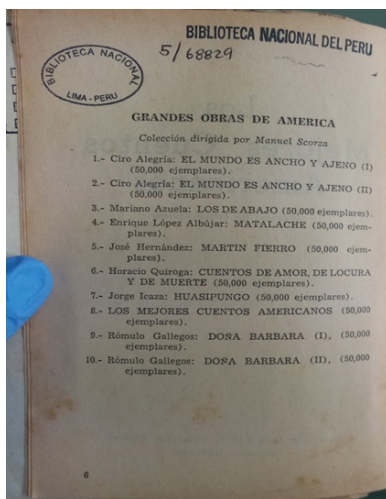 BIBLIOTECA NACIONAL DEL PERU
5/68829
BIBLIOTECA NACIONAL
LIMA - PERU
GRANDES OBRAS DE AMERICA
Colección dirigida por Manuel Scorza
1.- Ciro Alegría: EL MUNDO ES ANCHO Y AJENO (I)
(50,000 ejemplares).
2.- Ciro Alegría: EL MUNDO ES ANCHO Y AJENO (II)
(50,000 ejemplares).
3.- Mariano Azuela: LOS DE ABAJO (50,000 ejemplares).
4.- Enrique López Albújar: MATALACHE (50,000 ejem-
plares).
5.- José Hernández: MARTIN FIERRO (50,000 ejem-
plares).
6.- Horacio Quiroga: CUENTOS DE AMOR, DE LOCURA
Y DE MUERTE (50,000 ejemplares).
7.- Jorge Icaza: HUASIPUNGO (50,000 ejemplares).
8.- LOS MEJORES CUENTOS AMERICANOS (50,000
ejemplares).
9.- Rómulo Gallegos: DOÑA BARBARA (I), (50,000
ejemplares).
10.- Rómulo Gallegos: DOÑA BARBARA (II), (50,000
ejemplares).
6